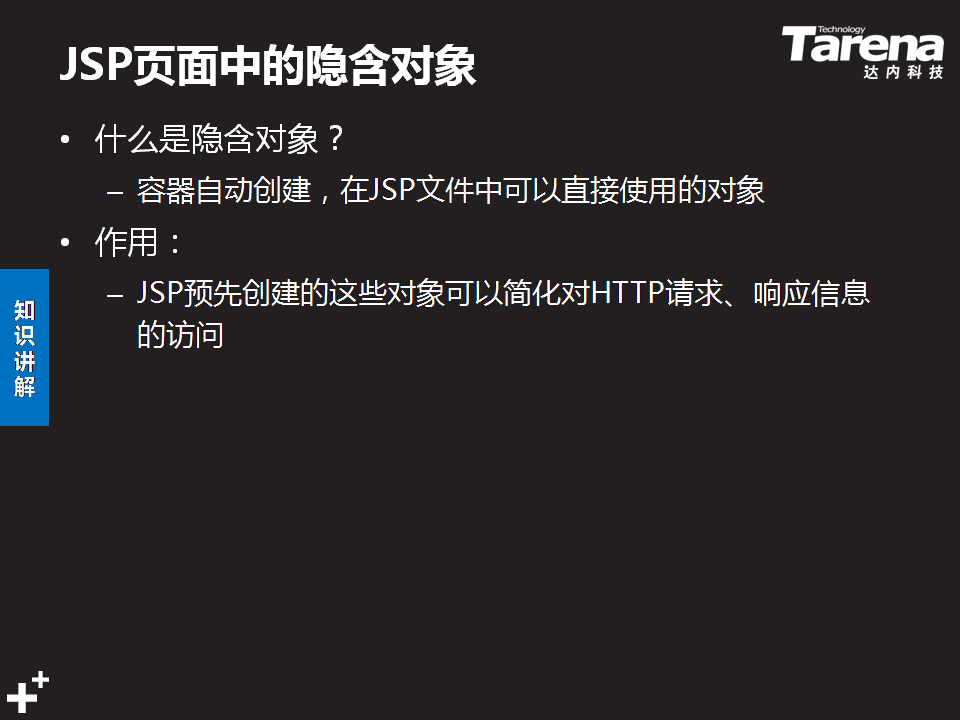 JSP页面中的隐含对象
Technology
Tarena
达内科技
• 什么是隐含对象？
– 容器自动创建，在JSP文件中可以直接使用的对象
• 作用：
– JSP预先创建的这些对象可以简化对HTTP请求、响应信息
的访问
知
识
讲
解